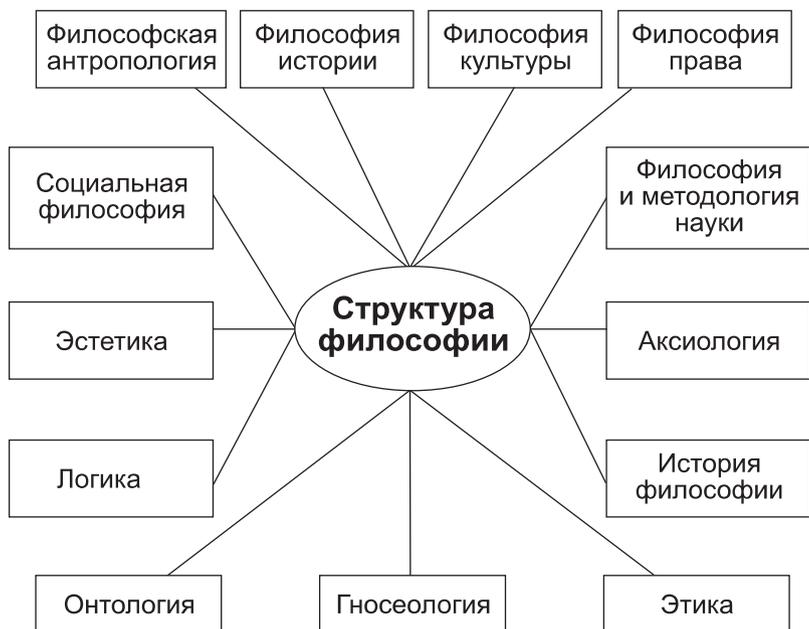 Философская
антропология
Философия
истории
Философия
культуры
Философия
права
Социальная
философия
Философия
и методология
науки
Структура
философии
Эстетика
Аксиология
Логика
История
философии
Онтология
Гносеология
Этика